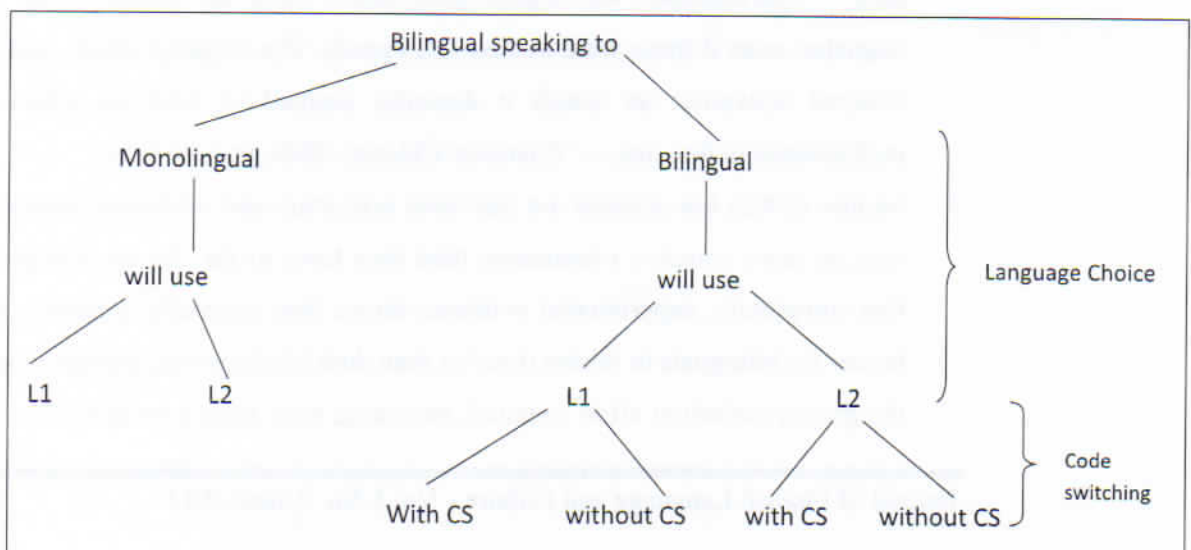 Bilingual speaking to
Monolingual
Bilingual
will use
will use
Language Choice
L1
L2
L1
L2
Code
switching
With CS
without CS
with CS
without CS